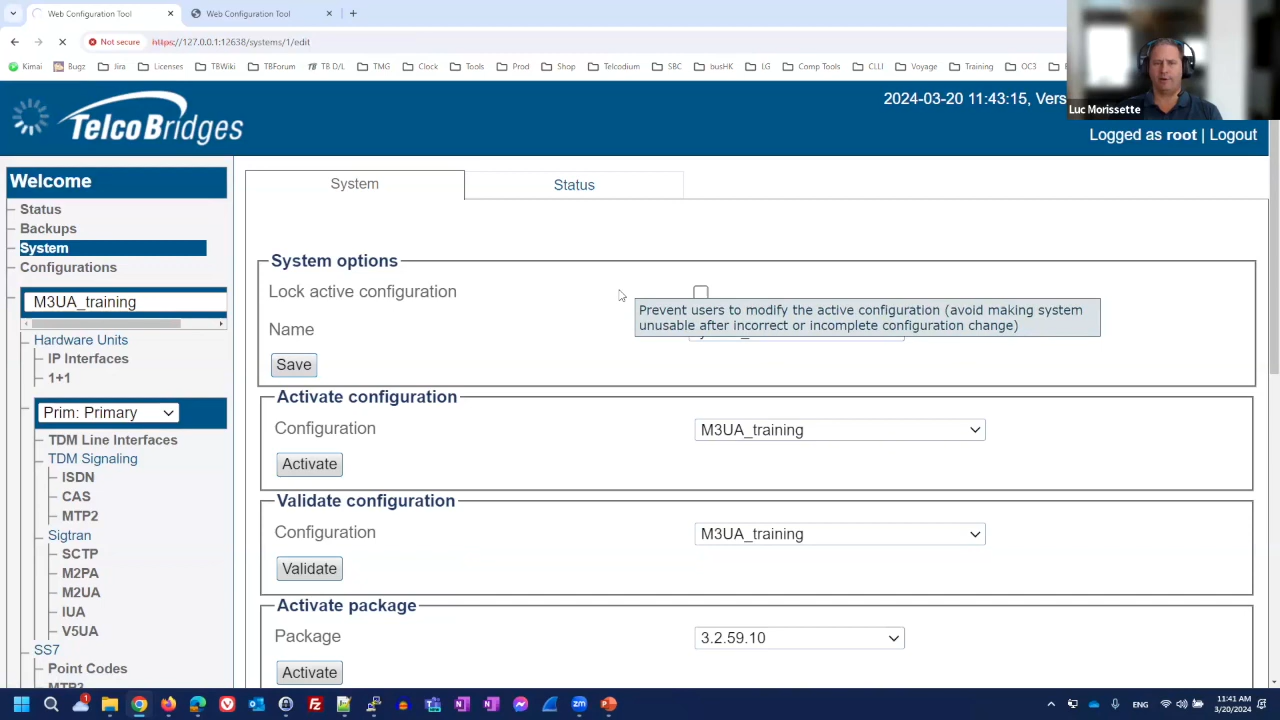 Web Configuration Tool
Web Configuration Tool
Not secure
https://127.0.0.1:12638/systems/1/edit
Kimai
Bugz
Jira
Licenses
TBWiki
TBForum
TB D/L
TMG
Clock
Tools
Prod
Shop
Telcodium
SBC
busHK
LG
Comp Tools
CLLI
Voyage
Training
OC3
Luc Morissette
TelcoBridges
2024-03-20 11:43:15, Vers
Logged as root | Logout
Welcome
Status
Backups
System
Configurations
M3UA_training
Hardware Units
IP Interfaces
1+1
Prim: Primary
TDM Line Interfaces
TDM Signaling
ISDN
CAS
MTP2
Sigtran
SCTP
M2PA
M2UA
IUA
V5UA
SS7
Point Codes
MTP3
System
Status
System options
Lock active configuration
Prevent users to modify the active configuration (avoid making system
unusable after incorrect or incomplete configuration change)
Name
Save
Activate configuration
Configuration
M3UA_training
Activate
Validate configuration
Configuration
M3UA_training
Validate
Activate package
Package
3.2.59.10
Activate
11:41 AM
3/20/2024